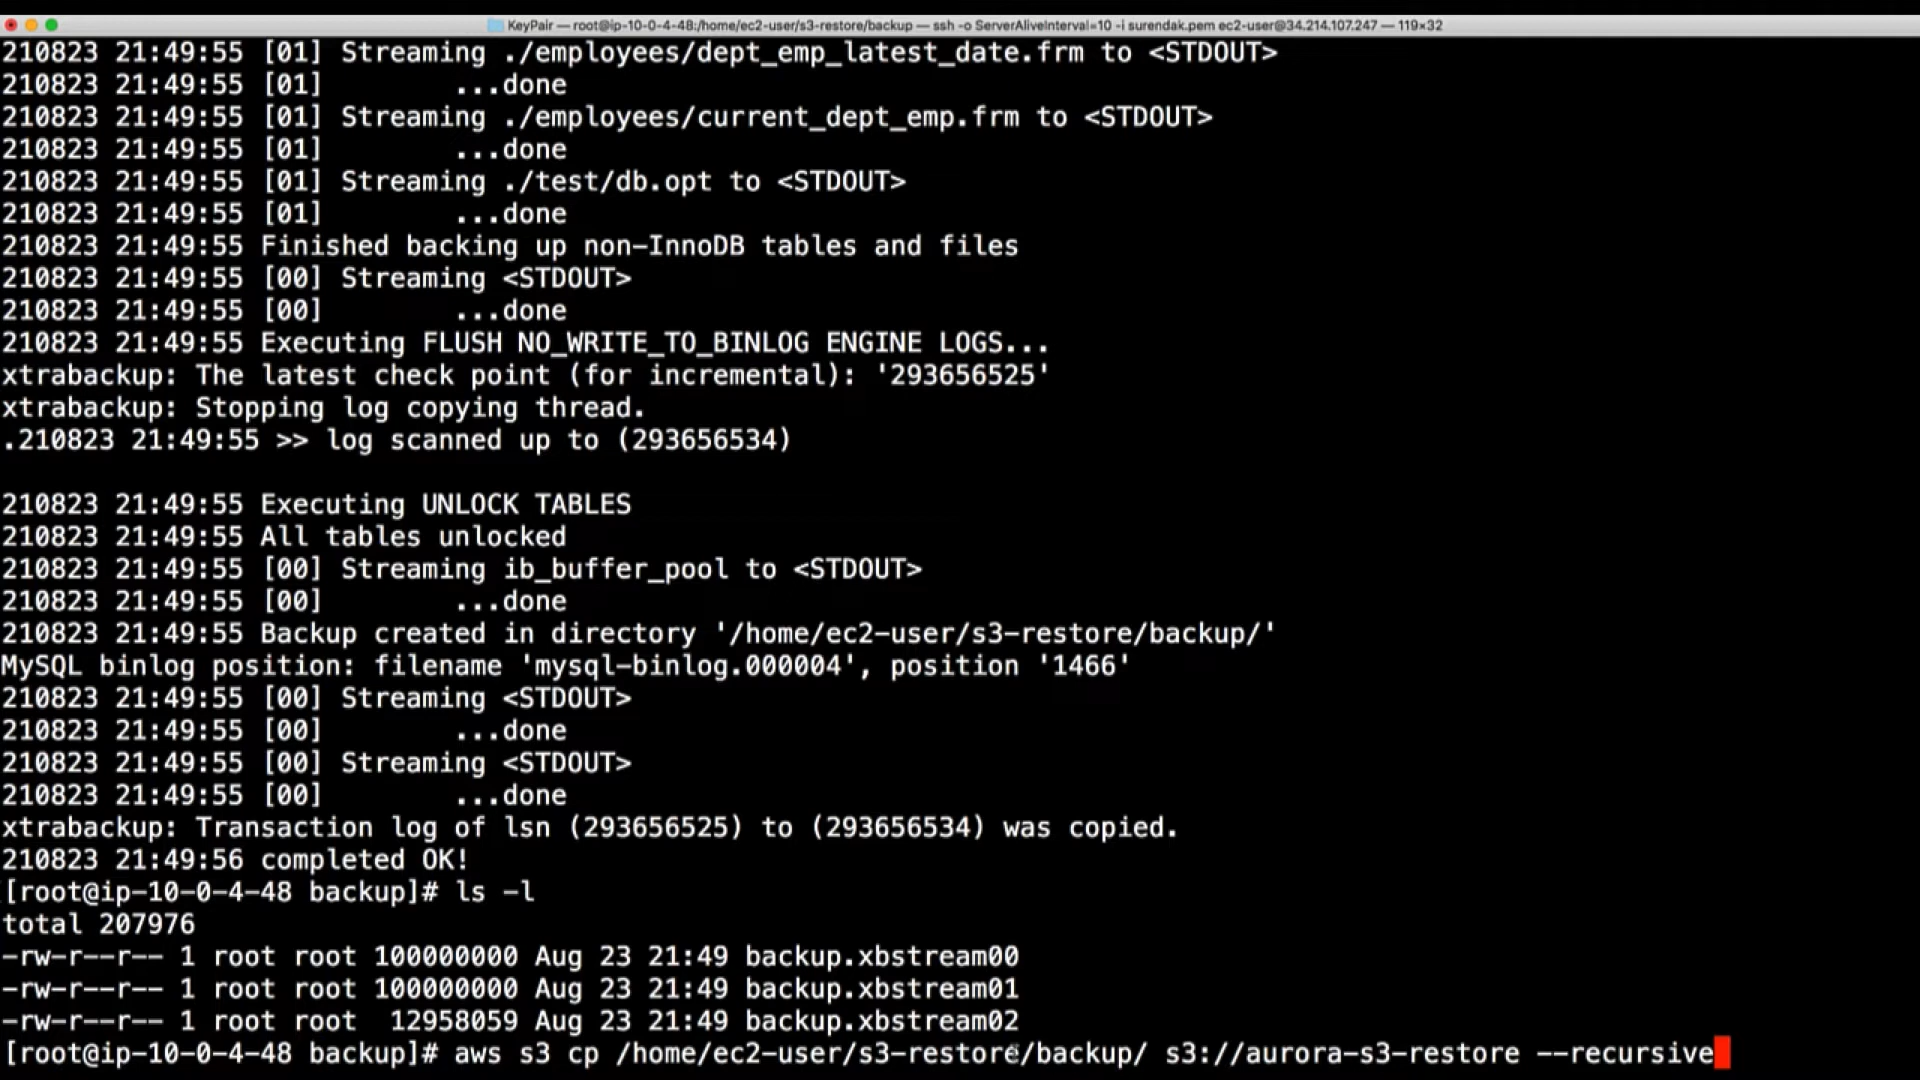 KeyPair — root@ip-10-0-4-48:/home/ec2-user/s3-restore/backup — ssh -o ServerAliveInterval=10 -i surendak.pem ec2-user@34.214.107.247 — 119×32
210823 21:49:55 [01] Streaming ./employees/dept_emp_latest_date.frm to <STDOUT>
210823 21:49:55 [01]        ...done
210823 21:49:55 [01] Streaming ./employees/current_dept_emp.frm to <STDOUT>
210823 21:49:55 [01]        ...done
210823 21:49:55 [01] Streaming ./test/db.opt to <STDOUT>
210823 21:49:55 [01]        ...done
210823 21:49:55 Finished backing up non-InnoDB tables and files
210823 21:49:55 [00] Streaming <STDOUT>
210823 21:49:55 [00]        ...done
210823 21:49:55 Executing FLUSH NO_WRITE_TO_BINLOG ENGINE LOGS...
xtrabackup: The latest check point (for incremental): '293656525'
xtrabackup: Stopping log copying thread.
.210823 21:49:55 >> log scanned up to (293656534)
210823 21:49:55 Executing UNLOCK TABLES
210823 21:49:55 All tables unlocked
210823 21:49:55 [00] Streaming ib_buffer_pool to <STDOUT>
210823 21:49:55 [00]        ...done
210823 21:49:55 Backup created in directory '/home/ec2-user/s3-restore/backup/'
MySQL binlog position: filename 'mysql-binlog.000004', position '1466'
210823 21:49:55 [00] Streaming <STDOUT>
210823 21:49:55 [00]        ...done
210823 21:49:55 [00] Streaming <STDOUT>
210823 21:49:55 [00]        ...done
xtrabackup: Transaction log of lsn (293656525) to (293656534) was copied.
210823 21:49:56 completed OK!
[root@ip-10-0-4-48 backup]# ls -l
total 207976
-rw-r--r-- 1 root root 100000000 Aug 23 21:49 backup.xbstream00
-rw-r--r-- 1 root root 100000000 Aug 23 21:49 backup.xbstream01
-rw-r--r-- 1 root root  12958059 Aug 23 21:49 backup.xbstream02
[root@ip-10-0-4-48 backup]# aws s3 cp /home/ec2-user/s3-restore/backup/ s3://aurora-s3-restore --recursive